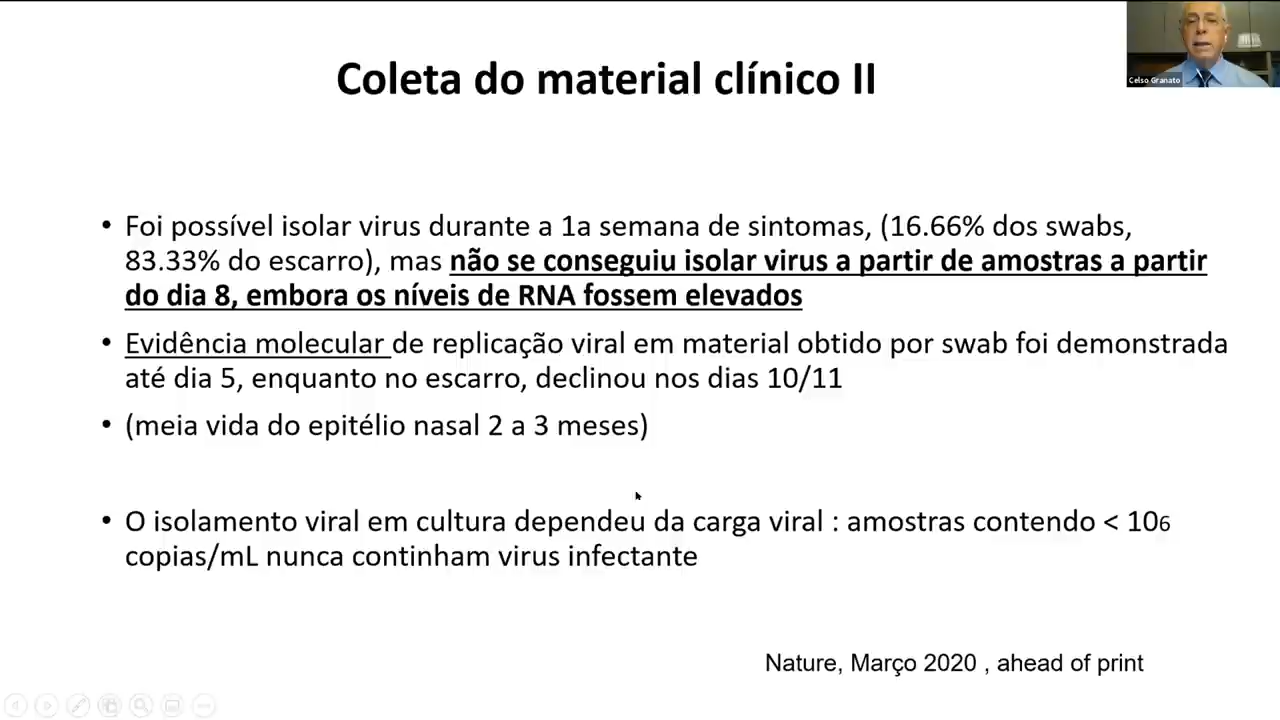 Coleta do material clínico II
Celso Granato
• Foi possível isolar virus durante a 1a semana de sintomas, (16.66% dos swabs,
83.33% do escarro), mas não se conseguiu isolar virus a partir de amostras a partir
do dia 8, embora os níveis de RNA fossem elevados
• Evidência molecular de replicação viral em material obtido por swab foi demonstrada
até dia 5, enquanto no escarro, declinou nos dias 10/11
• (meia vida do epitélio nasal 2 a 3 meses)
• O isolamento viral em cultura dependeu da carga viral : amostras contendo < 106
copias/mL nunca continham virus infectante
Nature, Março 2020 , ahead of print